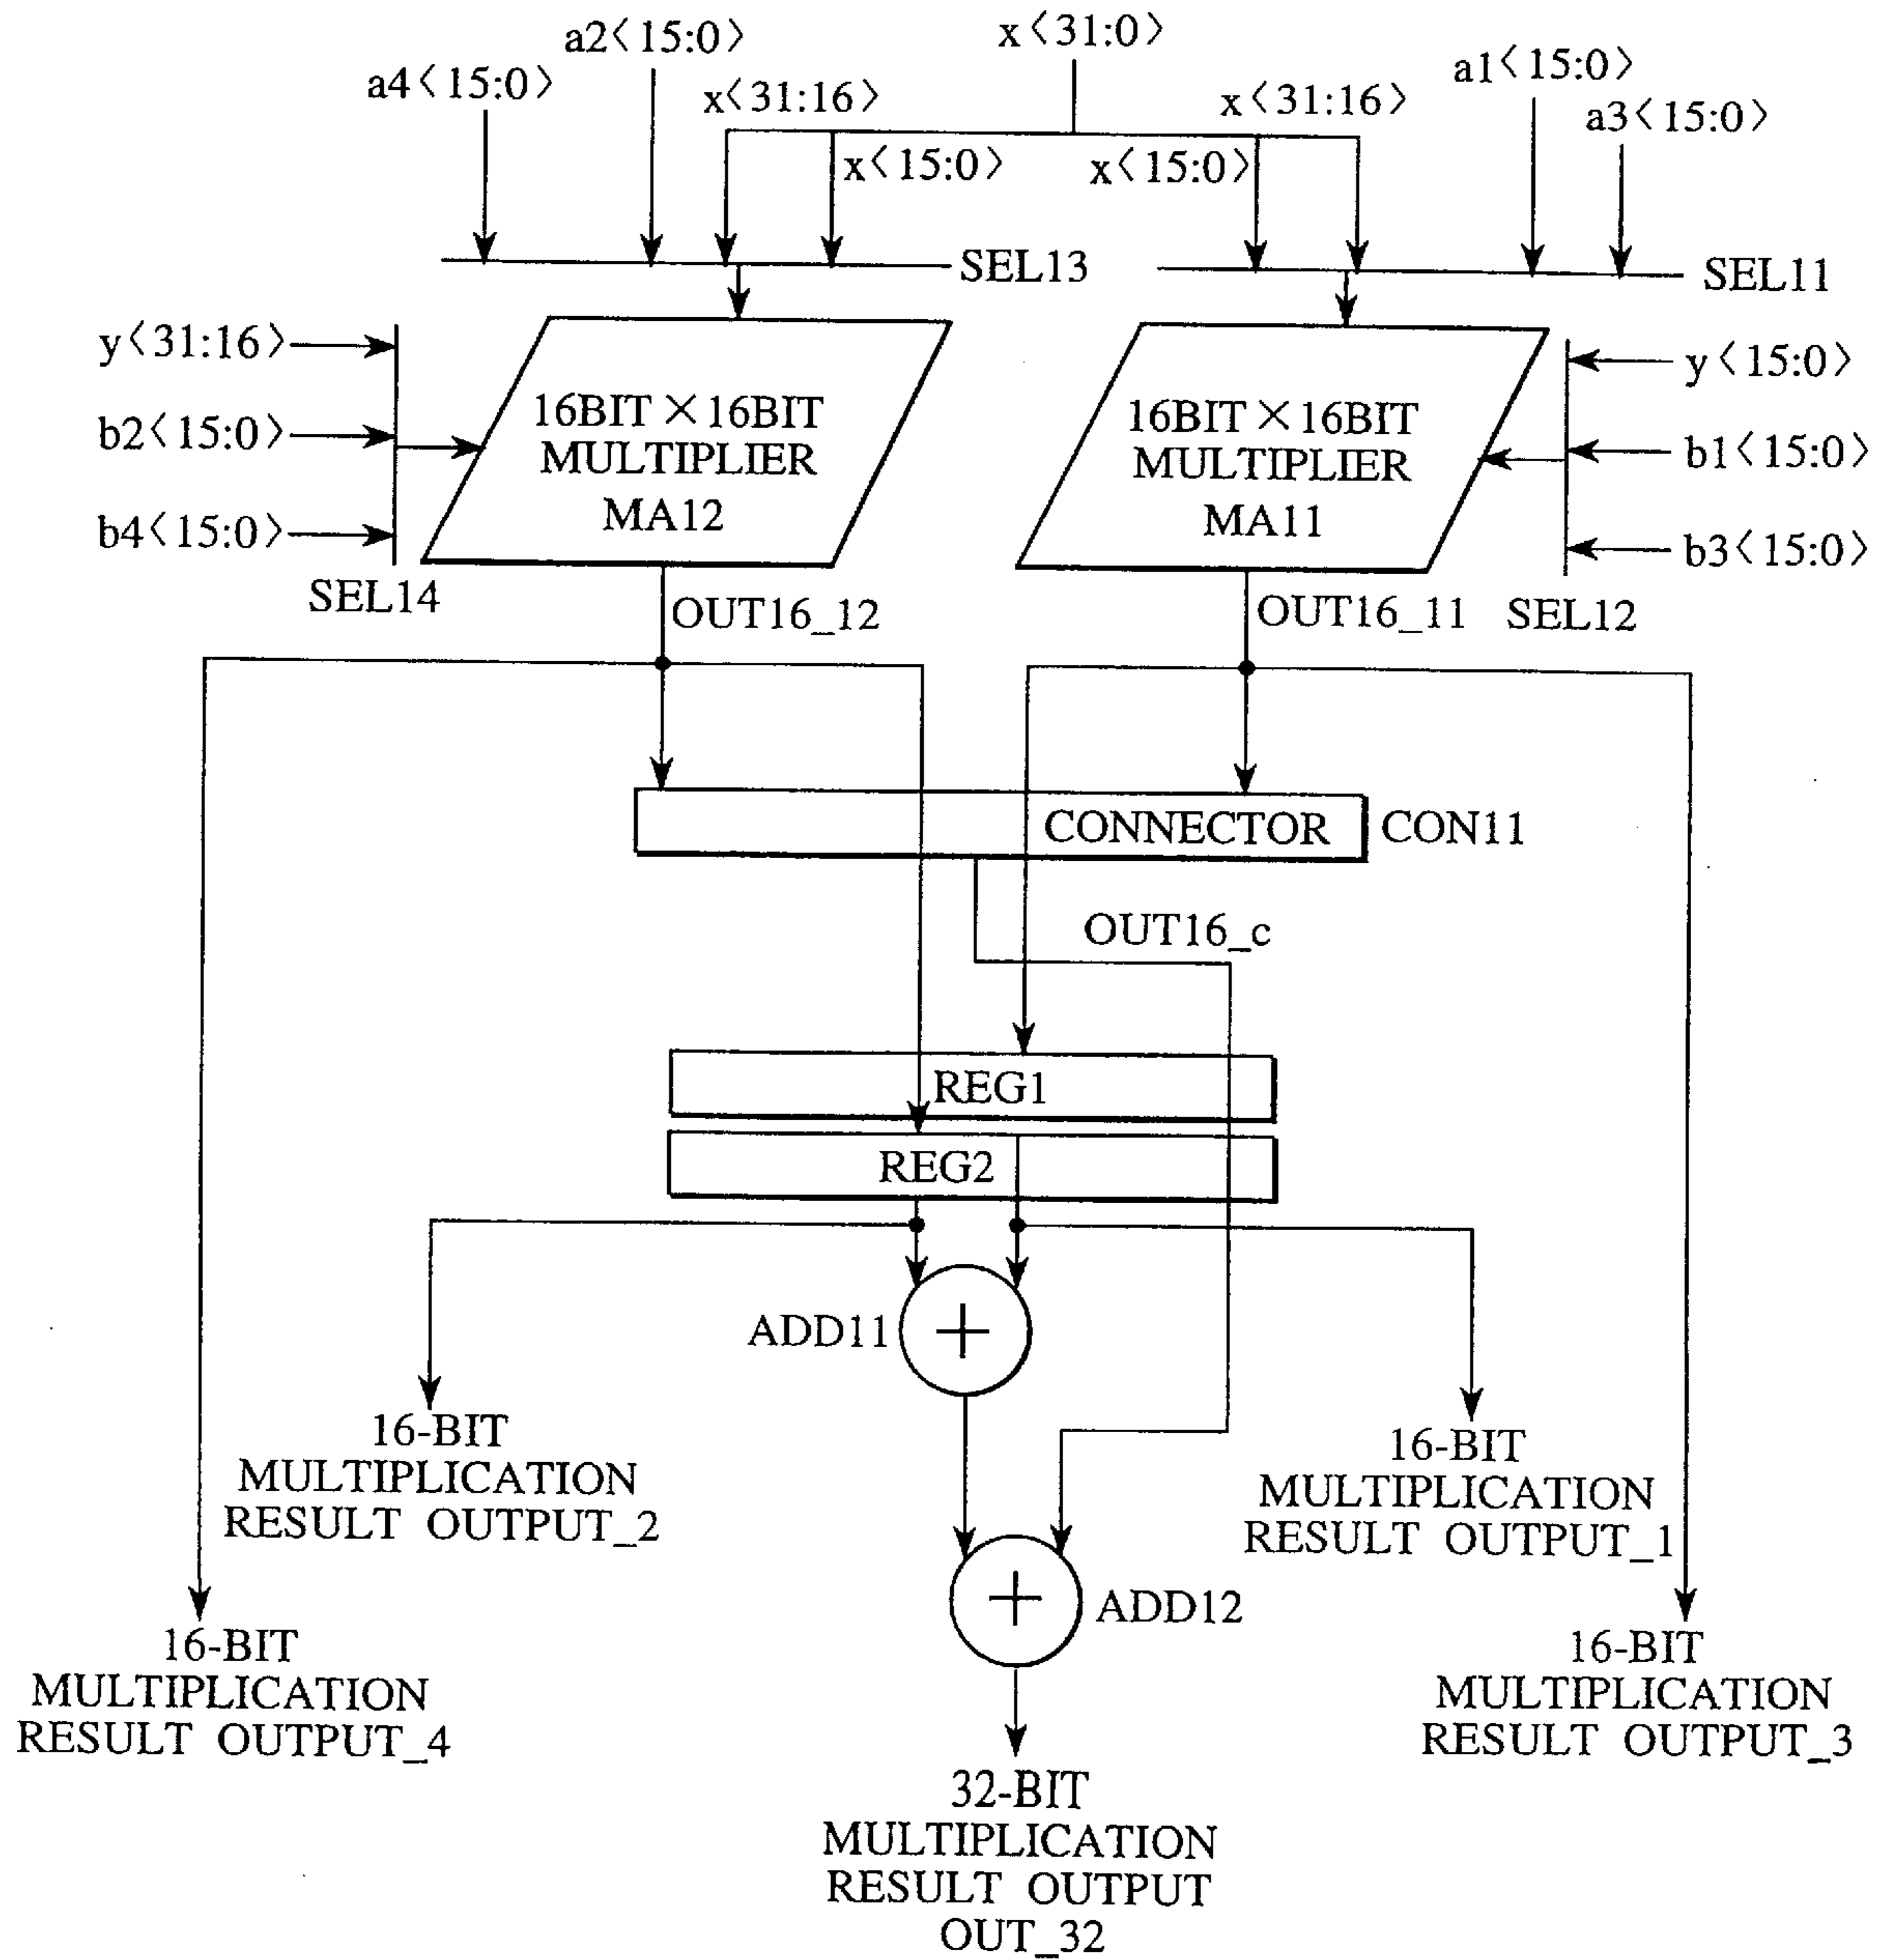 x〈31:0〉
a2〈15:0〉
a1〈15:0〉
a4〈15:0〉
x〈31:16〉
x〈31:16〉
a3〈15:0〉
x〈15:0〉
x〈15:0〉
SEL13
SEL11
y〈31:16〉
b2〈15:0〉
b4〈15:0〉
SEL14
16BIT×16BIT
MULTIPLIER
MA12
16BIT×16BIT
MULTIPLIER
MA11
y〈15:0〉
b1〈15:0〉
b3〈15:0〉
SEL12
OUT16_12
OUT16_11
CONNECTOR
CON11
OUT16_c
REG1
REG2
ADD11
16-BIT
MULTIPLICATION
RESULT OUTPUT_2
16-BIT
MULTIPLICATION
RESULT OUTPUT_1
ADD12
16-BIT
MULTIPLICATION
RESULT OUTPUT_4
16-BIT
MULTIPLICATION
RESULT OUTPUT_3
32-BIT
MULTIPLICATION
RESULT OUTPUT
OUT_32